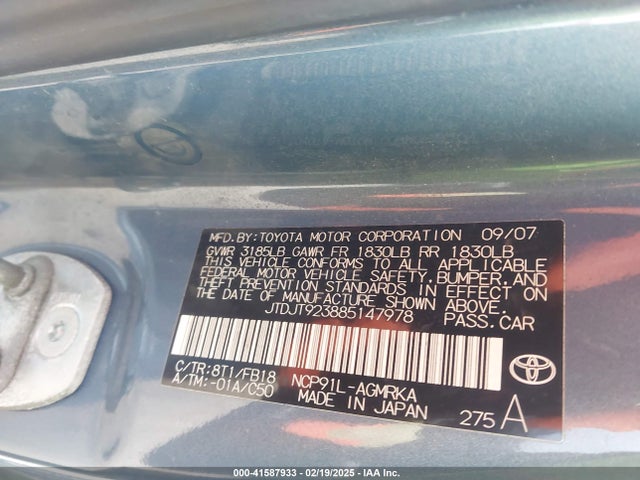 MFD.BY:TOYOTA MOTOR CORPORATION 09/07
GVWR 3185LB GAWR FR 1830LB RR 1830LB
THIS VEHICLE CONFORMS TO ALL APPLICABLE
FEDERAL MOTOR VEHICLE SAFETY,BUMPER,AND
THEFT PREVENTION STANDARDS IN EFFECT ON
THE DATE OF MANUFACTURE SHOWN ABOVE.
JTDJT923885147978 PASS.CAR
C/TR:8T1/FB18 NCP91L-AGMRKA
A/TM:-01A/C50 MADE IN JAPAN 275 A
TOYOTA
000-41587933 - 02/19/2025 - IAA Inc.